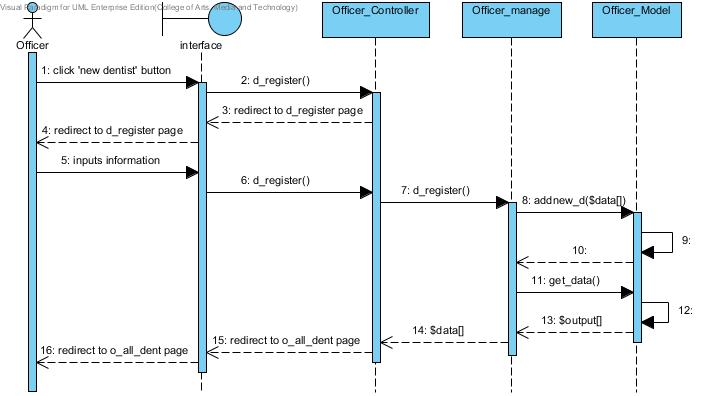 Visual Paradigm for UML Enterprise Edition(College of Arts, Media and Technology)
Officer_Controller
Officer_manage
Officer_Model
Officer
interface
1: click 'new dentist' button
2: d_register()
3: redirect to d_register page
4: redirect to d_register page
5: inputs information
6: d_register()
7: d_register()
8: addnew_d($data[])
9:
10:
11: get_data()
12:
13: $output[]
14: $data[]
15: redirect to o_all_dent page
16: redirect to o_all_dent page